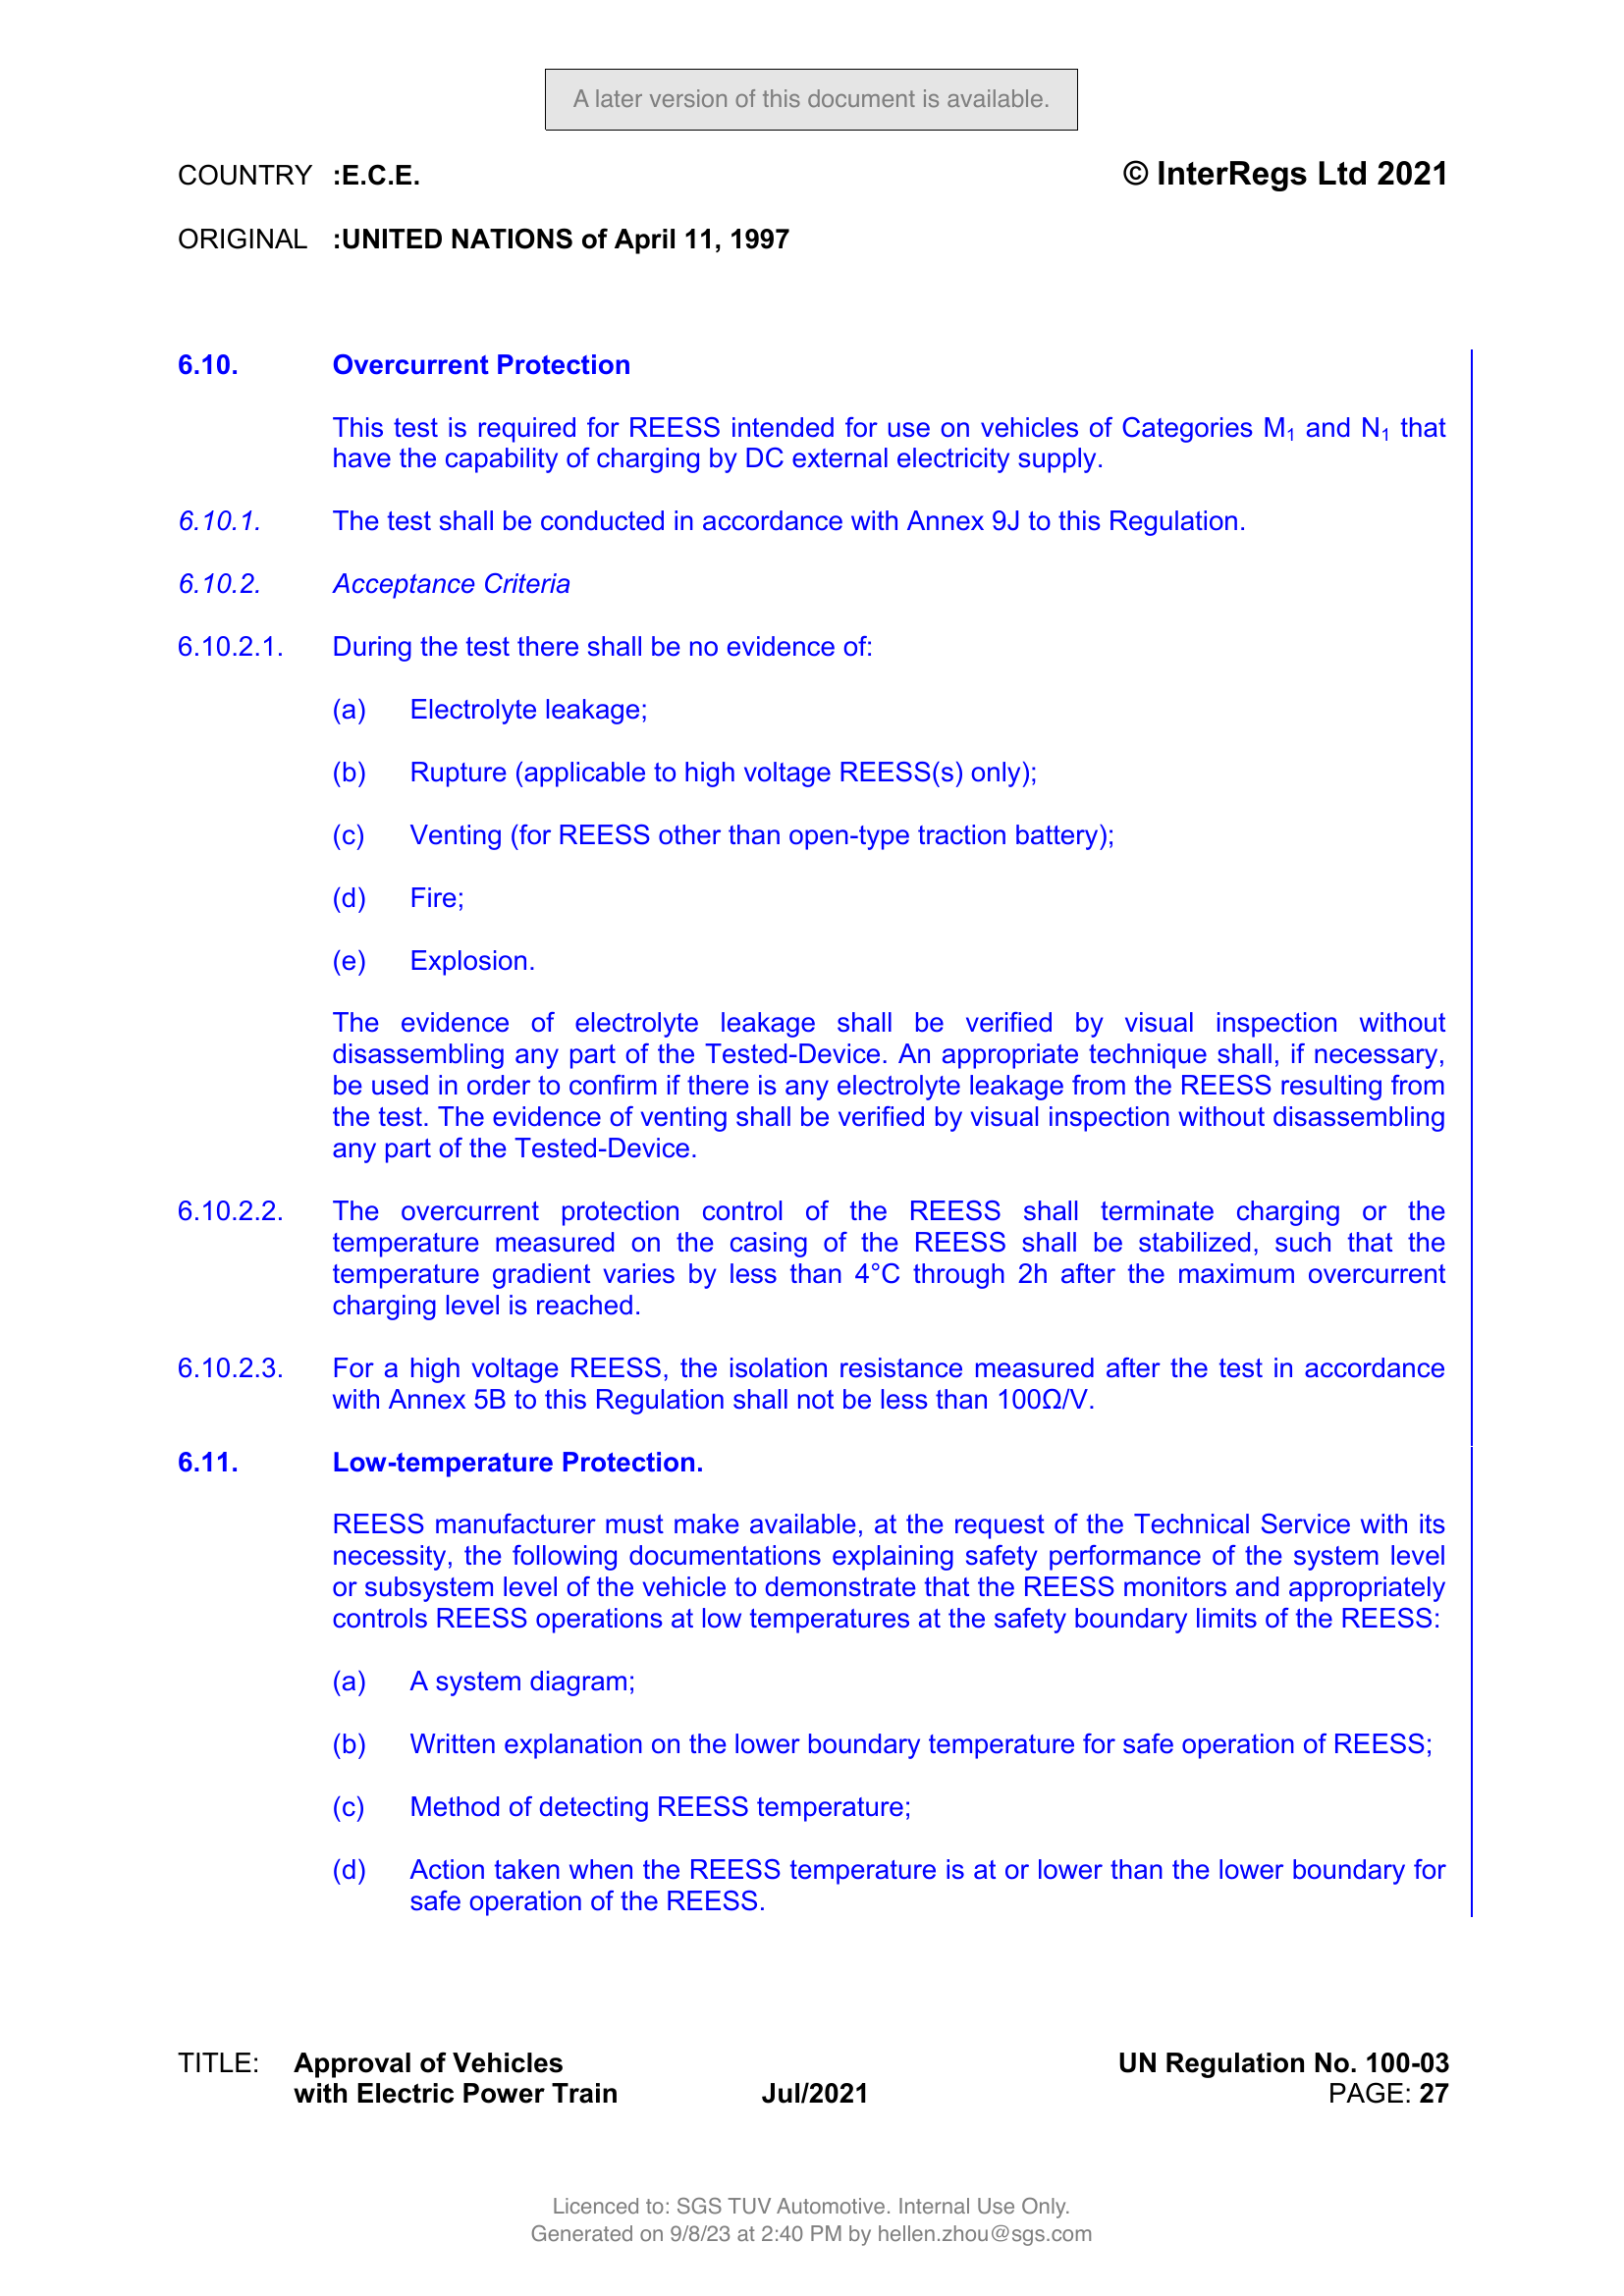 A later version of this document is available.
COUNTRY :E.C.E. © InterRegs Ltd 2021
ORIGINAL :UNITED NATIONS of April 11, 1997
6.10. Overcurrent Protection
This test is required for REESS intended for use on vehicles of Categories M₁ and N₁ that
have the capability of charging by DC external electricity supply.
6.10.1. The test shall be conducted in accordance with Annex 9J to this Regulation.
6.10.2. Acceptance Criteria
6.10.2.1. During the test there shall be no evidence of:
(a) Electrolyte leakage;
(b) Rupture (applicable to high voltage REESS(s) only);
(c) Venting (for REESS other than open-type traction battery);
(d) Fire;
(e) Explosion.
The evidence of electrolyte leakage shall be verified by visual inspection without
disassembling any part of the Tested-Device. An appropriate technique shall, if necessary,
be used in order to confirm if there is any electrolyte leakage from the REESS resulting from
the test. The evidence of venting shall be verified by visual inspection without disassembling
any part of the Tested-Device.
6.10.2.2. The overcurrent protection control of the REESS shall terminate charging or the
temperature measured on the casing of the REESS shall be stabilized, such that the
temperature gradient varies by less than 4°C through 2h after the maximum overcurrent
charging level is reached.
6.10.2.3. For a high voltage REESS, the isolation resistance measured after the test in accordance
with Annex 5B to this Regulation shall not be less than 100Ω/V.
6.11. Low-temperature Protection.
REESS manufacturer must make available, at the request of the Technical Service with its
necessity, the following documentations explaining safety performance of the system level
or subsystem level of the vehicle to demonstrate that the REESS monitors and appropriately
controls REESS operations at low temperatures at the safety boundary limits of the REESS:
(a) A system diagram;
(b) Written explanation on the lower boundary temperature for safe operation of REESS;
(c) Method of detecting REESS temperature;
(d) Action taken when the REESS temperature is at or lower than the lower boundary for
safe operation of the REESS.
TITLE: Approval of Vehicles UN Regulation No. 100-03
with Electric Power Train Jul/2021 PAGE: 27
Licenced to: SGS TUV Automotive. Internal Use Only.
Generated on 9/8/23 at 2:40 PM by hellen.zhou@sgs.com